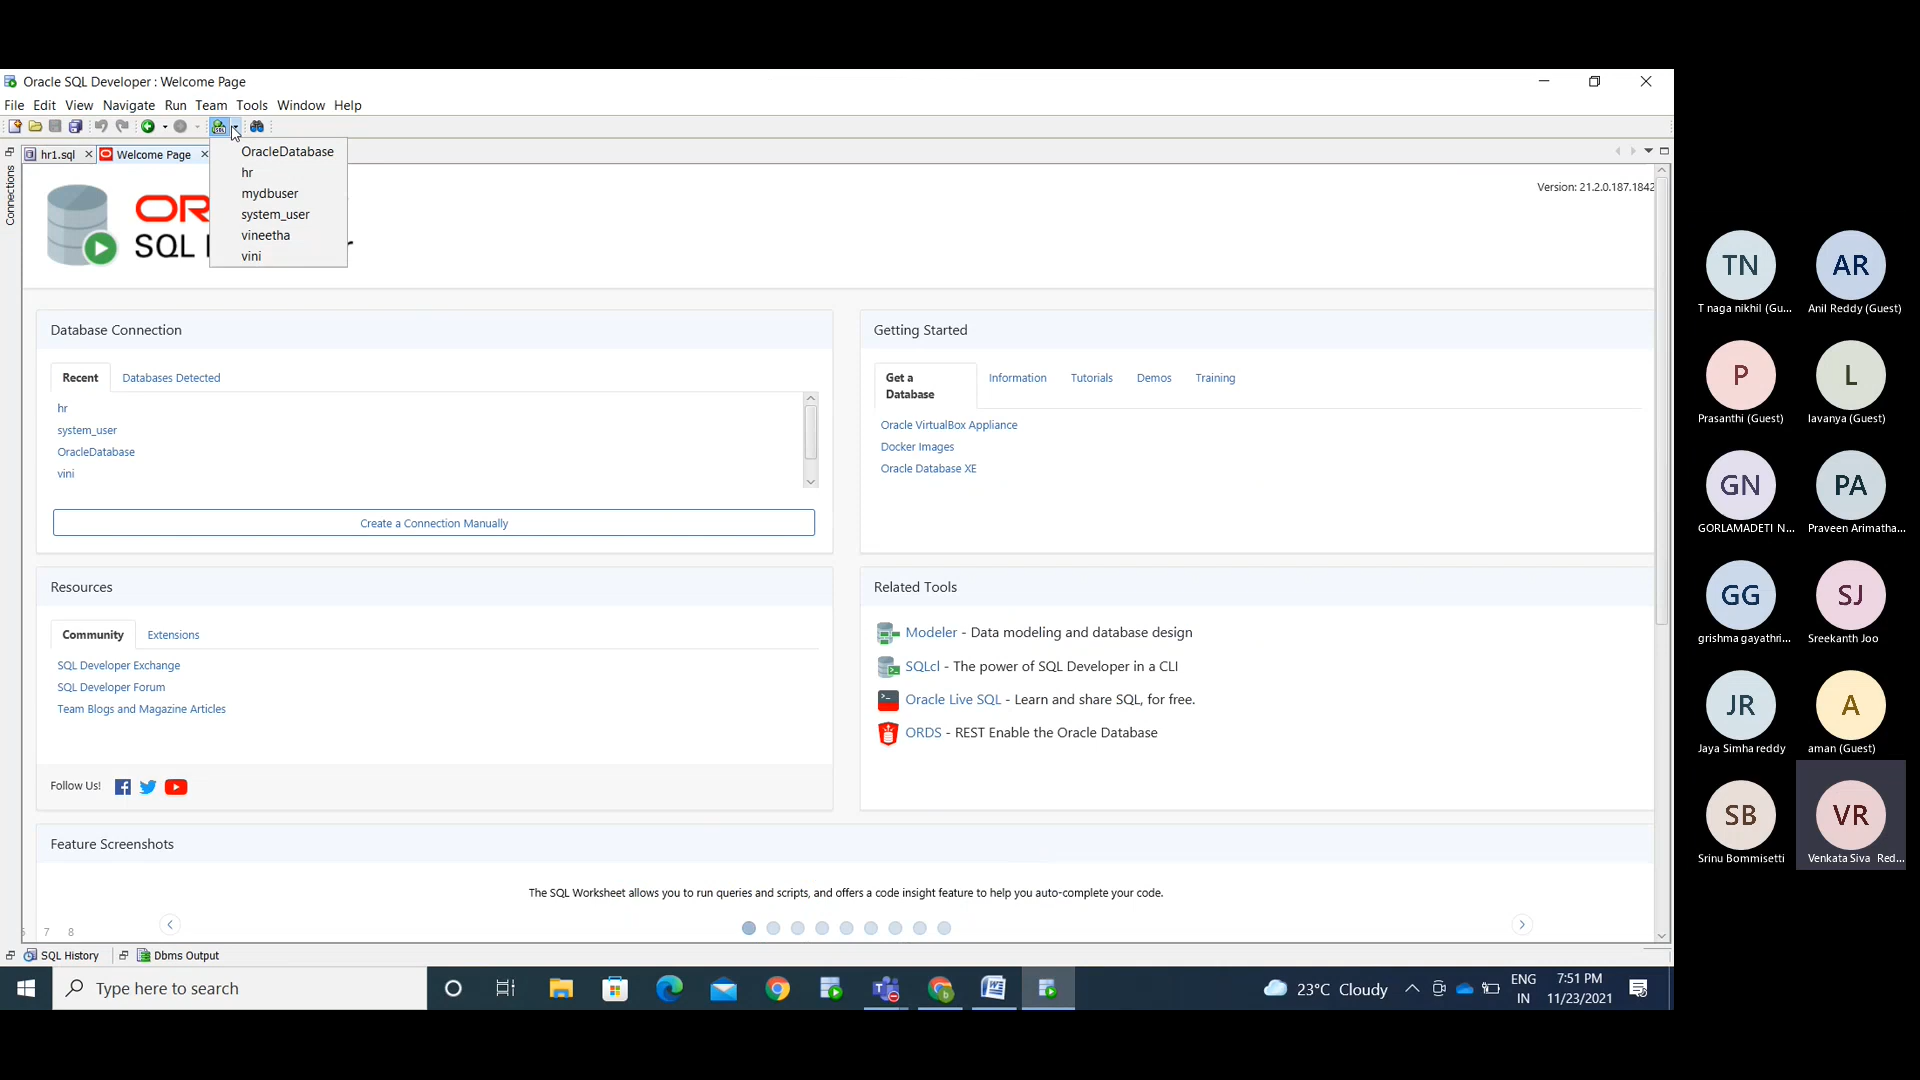 Oracle SQL Developer : Welcome Page
File Edit View Navigate Run Team Tools Window Help
hr1.sql Welcome Page
Connections
OracleDatabase
hr
mydbuser
system_user
vineetha
vini
Version: 21.2.0.187.1842
OR
SQL
Database Connection
Recent Databases Detected
hr
system_user
OracleDatabase
vini
Create a Connection Manually
Getting Started
Get a Database Information Tutorials Demos Training
Oracle VirtualBox Appliance
Docker Images
Oracle Database XE
Resources
Community Extensions
SQL Developer Exchange
SQL Developer Forum
Team Blogs and Magazine Articles
Follow Us!
Related Tools
Modeler - Data modeling and database design
SQLcl - The power of SQL Developer in a CLI
Oracle Live SQL - Learn and share SQL, for free.
ORDS - REST Enable the Oracle Database
Feature Screenshots
The SQL Worksheet allows you to run queries and scripts, and offers a code insight feature to help you auto-complete your code.
7 8
SQL History Dbms Output
Type here to search
23°C Cloudy
ENG
IN
7:51 PM
11/23/2021
TN AR
T naga nikhil (Gu... Anil Reddy (Guest)
P L
Prasanthi (Guest) lavanya (Guest)
GN PA
GORLAMADETI N... Praveen Arimatha...
GG SJ
grishma gayathri... Sreekanth Joo
JR A
Jaya Simha reddy aman (Guest)
SB VR
Srinu Bommisetti Venkata Siva Red...